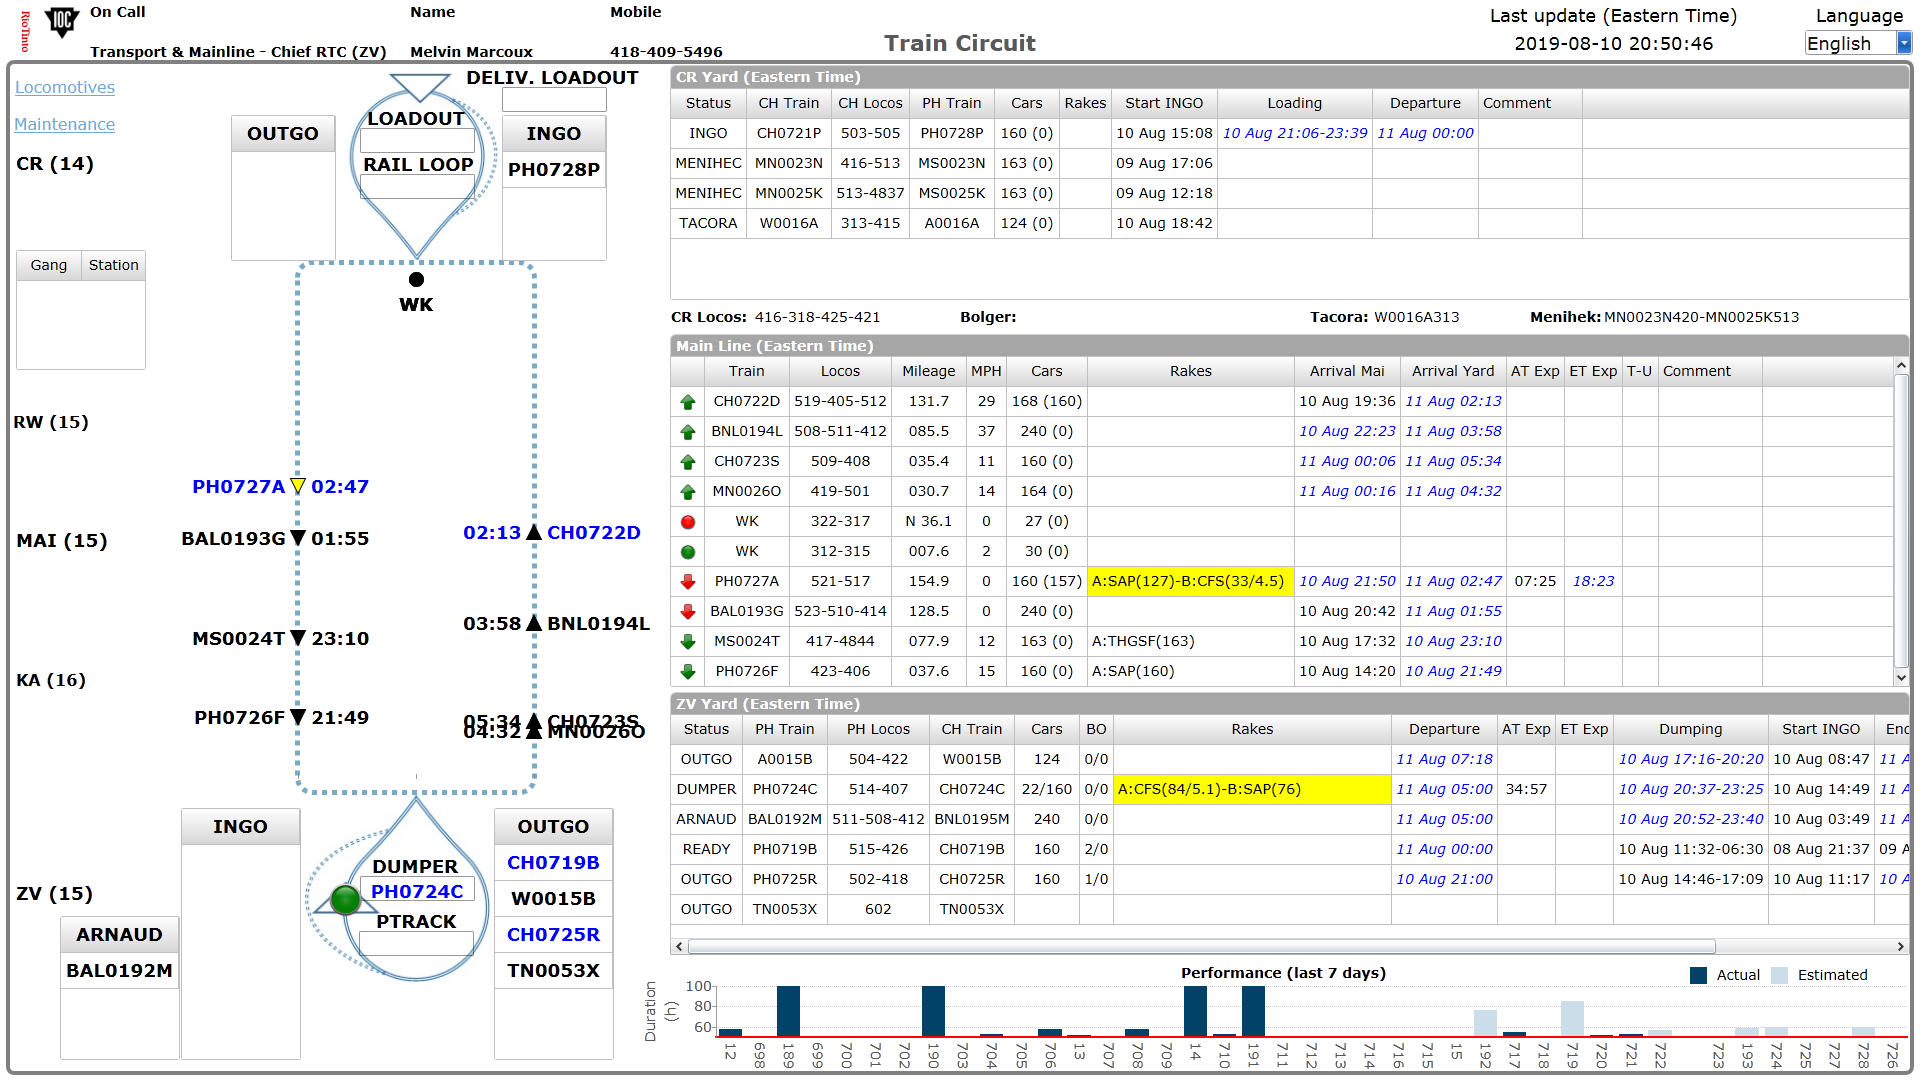 RioTinto
IOC
On Call Name Mobile
Transport & Mainline - Chief RTC (ZV) Melvin Marcoux 418-409-5496
Train Circuit
Last update (Eastern Time)
2019-08-10 20:50:46
Language
English
Locomotives
Maintenance
CR (14)
Gang Station
RW (15)
MAI (15)
KA (16)
ZV (15)
DELIV. LOADOUT
OUTGO
LOADOUT
RAIL LOOP
INGO
PH0728P
WK
PH0727A 02:47
BAL0193G 01:55
02:13 CH0722D
MS0024T 23:10
03:58 BNL0194L
PH0726F 21:49
05:34 CH0723S
04:32 MN0026O
INGO
DUMPER
PH0724C
PTRACK
OUTGO
CH0719B
W0015B
CH0725R
TN0053X
ARNAUD
BAL0192M
CR Yard (Eastern Time)
Status CH Train CH Locos PH Train Cars Rakes Start INGO Loading Departure Comment
INGO CH0721P 503-505 PH0728P 160 (0) 10 Aug 15:08 10 Aug 21:06-23:39 11 Aug 00:00
MENIHEC MN0023N 416-513 MS0023N 163 (0) 09 Aug 17:06
MENIHEC MN0025K 513-4837 MS0025K 163 (0) 09 Aug 12:18
TACORA W0016A 313-415 A0016A 124 (0) 10 Aug 18:42
CR Locos: 416-318-425-421 Bolger: Tacora: W0016A313 Menihek: MN0023N420-MN0025K513
Main Line (Eastern Time)
Train Locos Mileage MPH Cars Rakes Arrival Mai Arrival Yard AT Exp ET Exp T-U Comment
CH0722D 519-405-512 131.7 29 168 (160) 10 Aug 19:36 11 Aug 02:13
BNL0194L 508-511-412 085.5 37 240 (0) 10 Aug 22:23 11 Aug 03:58
CH0723S 509-408 035.4 11 160 (0) 11 Aug 00:06 11 Aug 05:34
MN0026O 419-501 030.7 14 164 (0) 11 Aug 00:16 11 Aug 04:32
WK 322-317 N 36.1 0 27 (0)
WK 312-315 007.6 2 30 (0)
PH0727A 521-517 154.9 0 160 (157) A:SAP(127)-B:CFS(33/4.5) 10 Aug 21:50 11 Aug 02:47 07:25 18:23
BAL0193G 523-510-414 128.5 0 240 (0) 10 Aug 20:42 11 Aug 01:55
MS0024T 417-4844 077.9 12 163 (0) A:THGSF(163) 10 Aug 17:32 10 Aug 23:10
PH0726F 423-406 037.6 15 160 (0) A:SAP(160) 10 Aug 14:20 10 Aug 21:49
ZV Yard (Eastern Time)
Status PH Train PH Locos CH Train Cars BO Rakes Departure AT Exp ET Exp Dumping Start INGO Enc
OUTGO A0015B 504-422 W0015B 124 0/0 11 Aug 07:18 10 Aug 17:16-20:20 10 Aug 08:47 11 A
DUMPER PH0724C 514-407 CH0724C 22/160 0/0 A:CFS(84/5.1)-B:SAP(76) 11 Aug 05:00 34:57 10 Aug 20:37-23:25 10 Aug 14:49 11 A
ARNAUD BAL0192M 511-508-412 BNL0195M 240 0/0 11 Aug 05:00 10 Aug 20:52-23:40 10 Aug 03:49 11 A
READY PH0719B 515-426 CH0719B 160 2/0 11 Aug 00:00 10 Aug 11:32-06:30 08 Aug 21:37 09 A
OUTGO PH0725R 502-418 CH0725R 160 1/0 10 Aug 21:00 10 Aug 14:46-17:09 10 Aug 11:17 10 A
OUTGO TN0053X 602 TN0053X
Performance (last 7 days)
Actual Estimated
Duration (h)
100
80
60
12 698 189 699 700 701 702 190 703 704 705 706 13 707 708 709 14 710 191 711 712 713 714 716 715 15 192 717 718 719 720 721 722 723 193 724 725 727 728 726